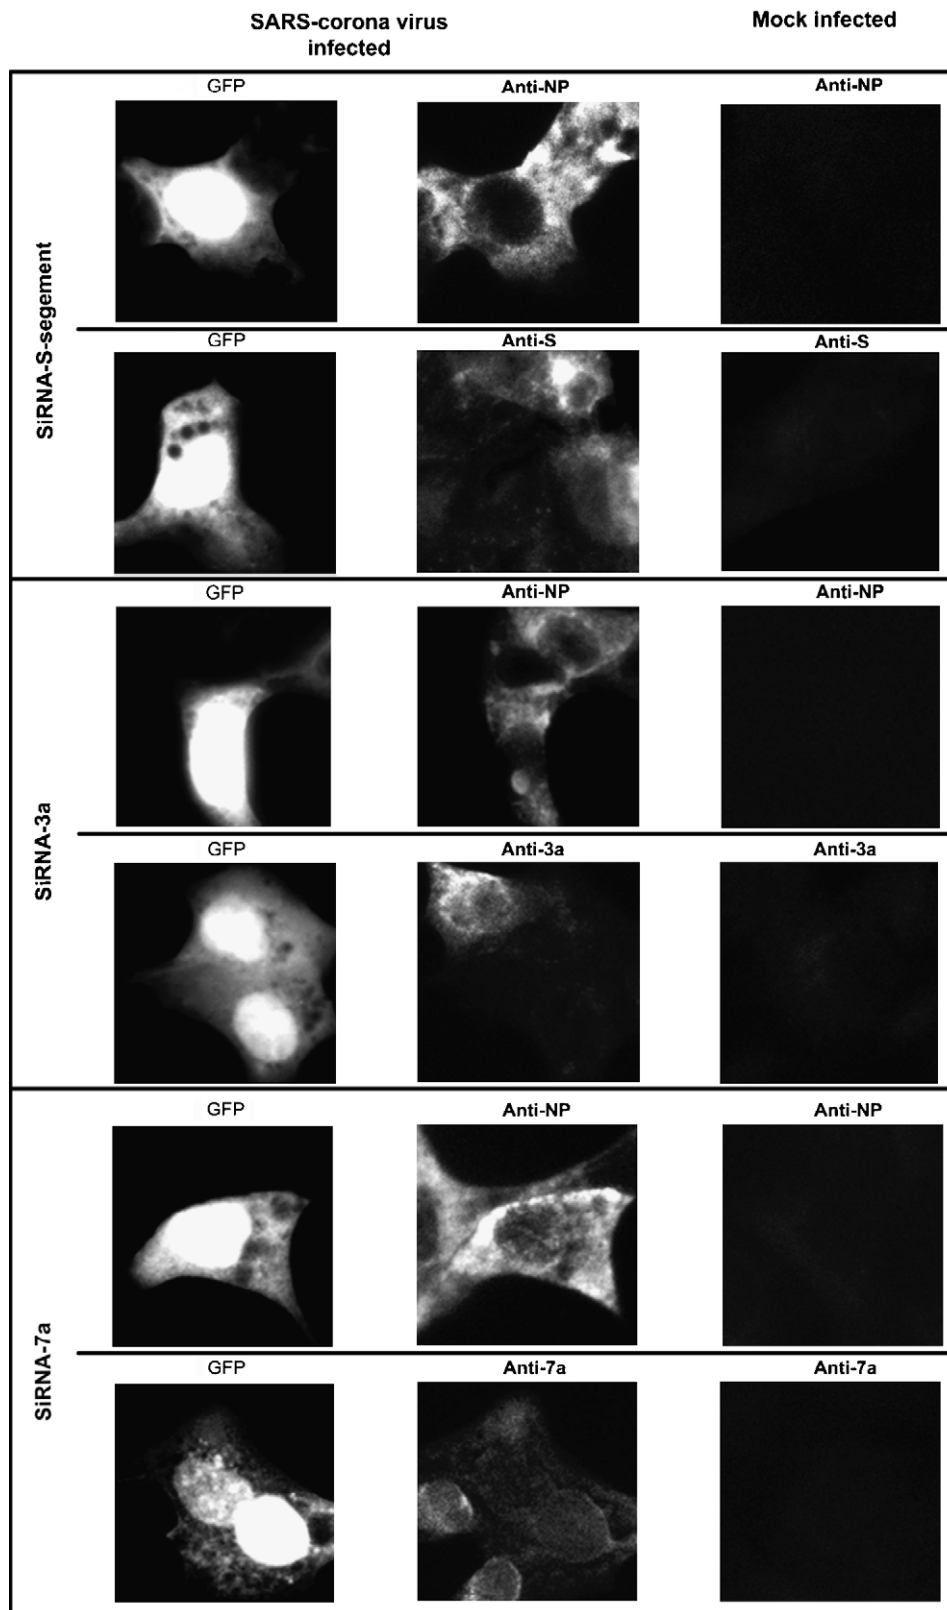 SARS-corona virus
infected
Mock infected
SiRNA-S-segement
GFP
Anti-NP
Anti-NP
GFP
Anti-S
Anti-S
SiRNA-3a
GFP
Anti-NP
Anti-NP
GFP
Anti-3a
Anti-3a
SiRNA-7a
GFP
Anti-NP
Anti-NP
GFP
Anti-7a
Anti-7a